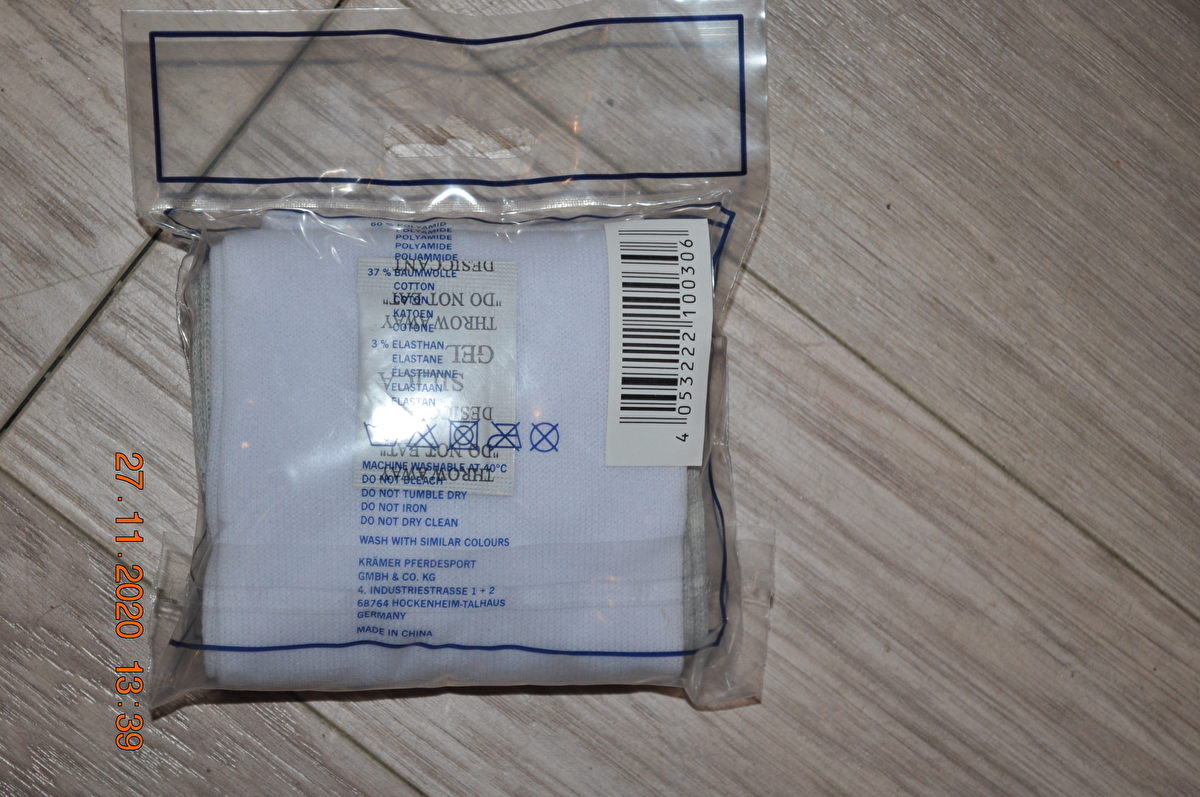 60 % POLYAMID
POLYAMIDE
POLYAMIDE
POLYAMIDE
POLIAMMIDE
37 % BAUMWOLLE
COTTON
COTON
KATOEN
COTONE
3 % ELASTHAN
ELASTANE
ÉLASTHANNE
ELASTAAN
ELASTAN
MACHINE WASHABLE AT 40°C
DO NOT BLEACH
DO NOT TUMBLE DRY
DO NOT IRON
DO NOT DRY CLEAN
WASH WITH SIMILAR COLOURS
KRÄMER PFERDESPORT
GMBH & CO. KG
4. INDUSTRIESTRASSE 1 + 2
68764 HOCKENHEIM-TALHAUS
GERMANY
MADE IN CHINA
THROW AWAY
"DO NOT EAT"
SILICA
GEL
THROW AWAY
"DO NOT EAT"
DESICCANT
4 053222 100306
27.11.2020 13:39